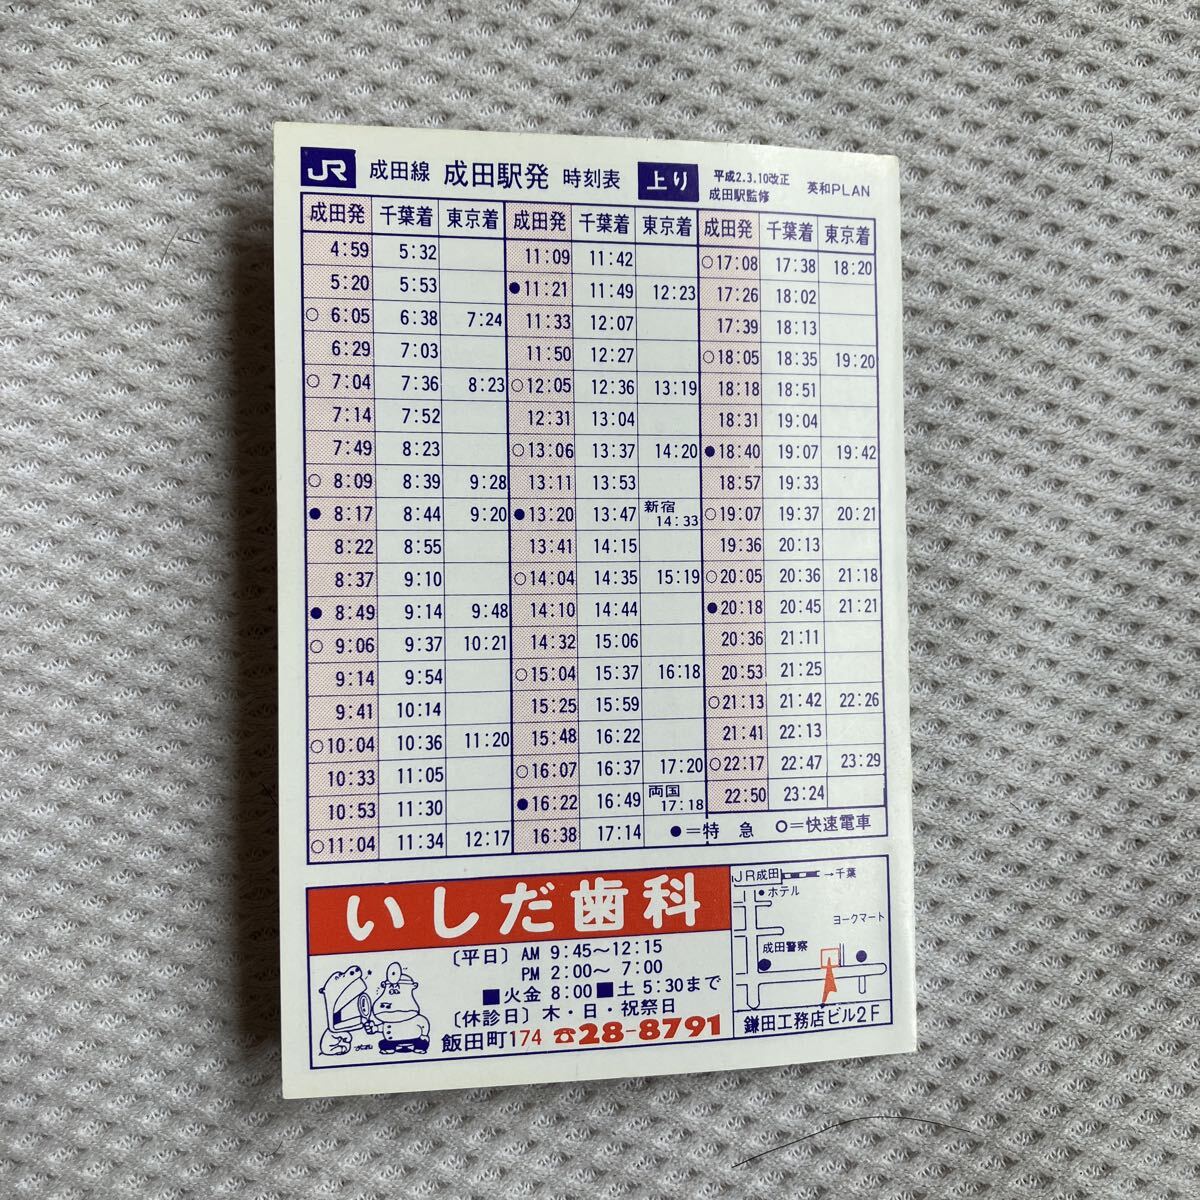 JR 成田線 成田駅発 時刻表 上り 平成2.3.10改正 成田駅監修 英和PLAN
成田発 千葉着 東京着 成田発 千葉着 東京着 成田発 千葉着 東京着
4:59 5:32 11:09 11:42 ○17:08 17:38 18:20
5:20 5:53 ●11:21 11:49 12:23 17:26 18:02
○6:05 6:38 7:24 11:33 12:07 17:39 18:13
6:29 7:03 11:50 12:27 ○18:05 18:35 19:20
○7:04 7:36 8:23 ○12:05 12:36 13:19 18:18 18:51
7:14 7:52 12:31 13:04 18:31 19:04
7:49 8:23 ○13:06 13:37 14:20 ●18:40 19:07 19:42
○8:09 8:39 9:28 13:11 13:53 18:57 19:33
●8:17 8:44 9:20 ●13:20 13:47 新宿14:33 ○19:07 19:37 20:21
8:22 8:55 13:41 14:15 19:36 20:13
8:37 9:10 ○14:04 14:35 15:19 ○20:05 20:36 21:18
●8:49 9:14 9:48 14:10 14:44 ●20:18 20:45 21:21
○9:06 9:37 10:21 14:32 15:06 20:36 21:11
9:14 9:54 ○15:04 15:37 16:18 20:53 21:25
9:41 10:14 15:25 15:59 ○21:13 21:42 22:26
○10:04 10:36 11:20 15:48 16:22 21:41 22:13
10:33 11:05 ○16:07 16:37 17:20 ○22:17 22:47 23:29
10:53 11:30 ●16:22 16:49 両国17:18 22:50 23:24
○11:04 11:34 12:17 16:38 17:14 ●=特 急 ○=快速電車
いしだ歯科
〔平日〕AM 9:45～12:15
PM 2:00～ 7:00
■火金 8:00■土 5:30まで
〔休診日〕木・日・祝祭日
飯田町174 ☎28-8791
JR成田 →千葉
ホテル
ヨークマート
成田警察
鎌田工務店ビル2F